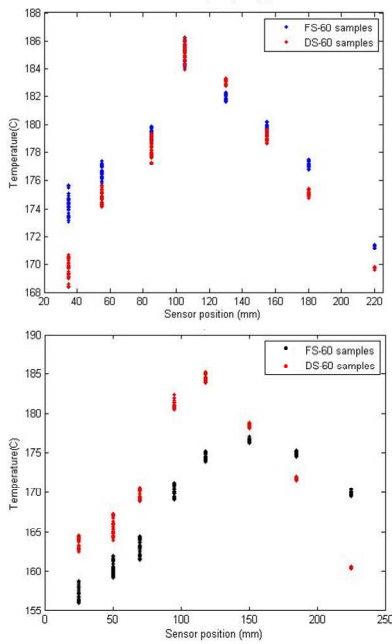 188
186
184
182
180
178
176
174
172
170
168
Temperature(C)
FS-60 samples
DS-60 samples
20 40 60 80 100 120 140 160 180 200 220
Sensor position (mm)
190
185
180
175
170
165
160
155
Temperature(C)
FS-60 samples
DS-60 samples
0 50 100 150 200 250
Sensor position (mm)